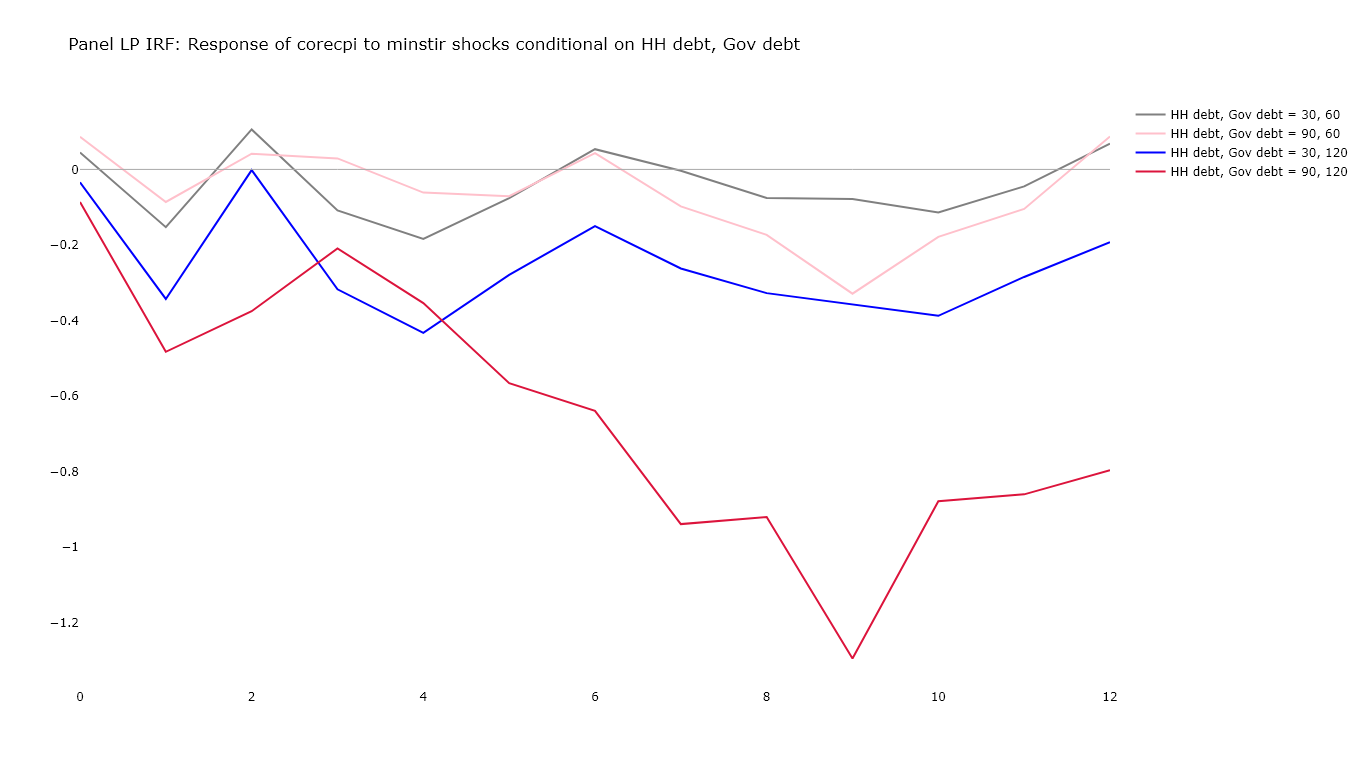 Panel LP IRF: Response of corecpi to minstir shocks conditional on HH debt, Gov debt
HH debt, Gov debt = 30, 60
HH debt, Gov debt = 90, 60
HH debt, Gov debt = 30, 120
HH debt, Gov debt = 90, 120
0
−0.2
−0.4
−0.6
−0.8
−1
−1.2
0 2 4 6 8 10 12